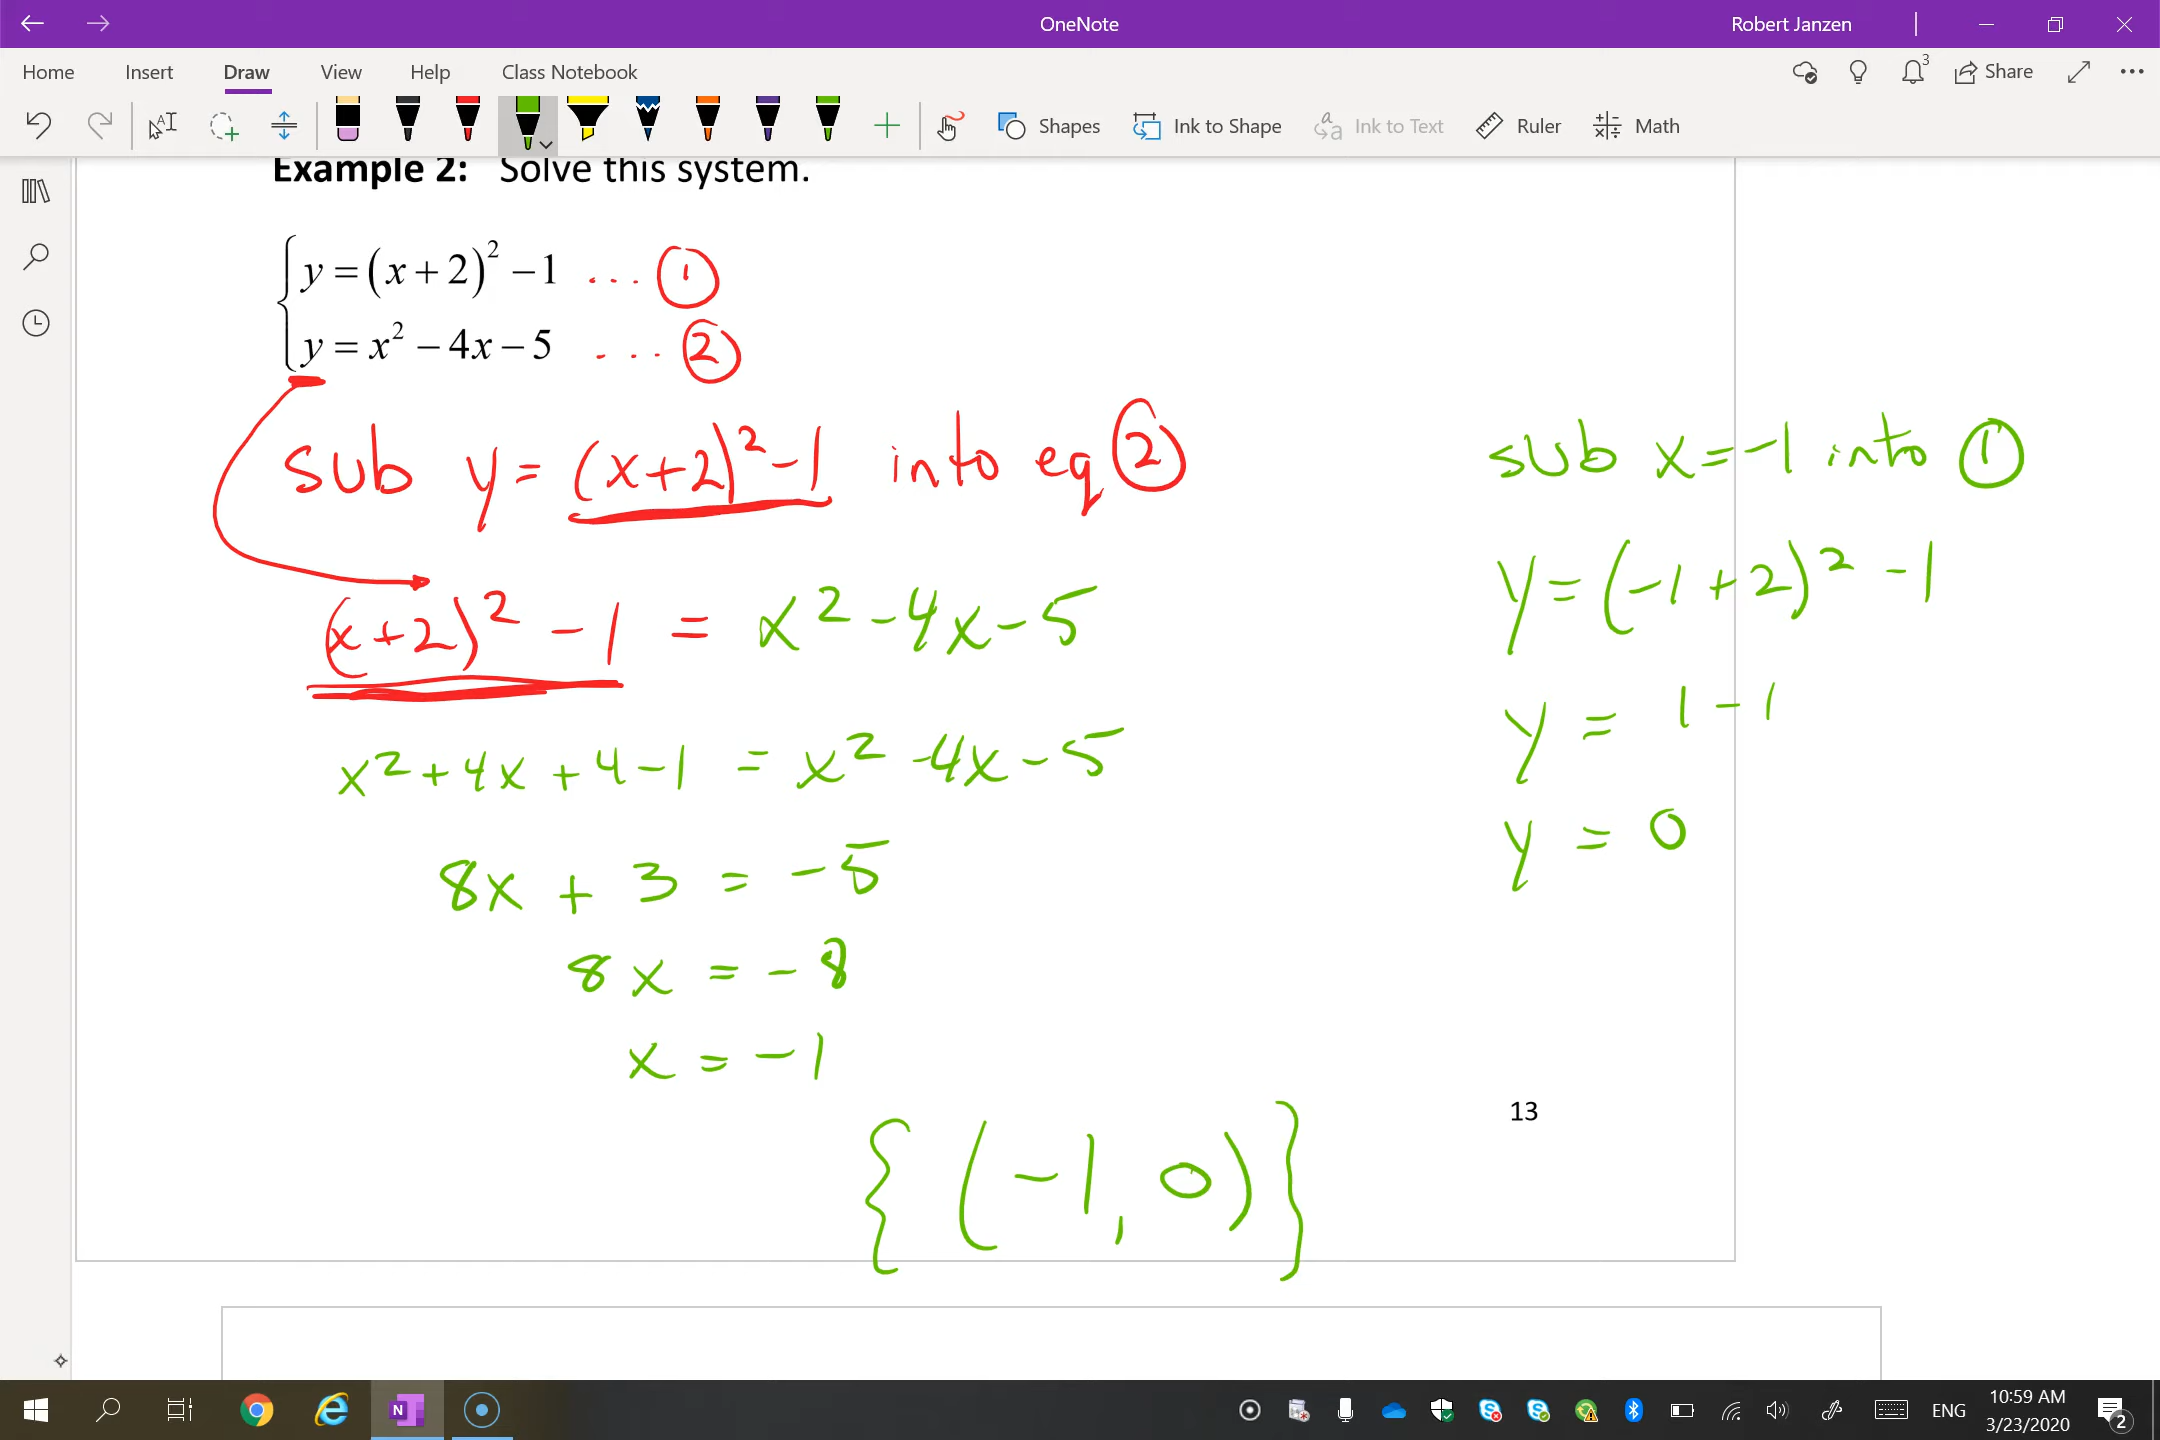 OneNote
Robert Janzen
Home Insert Draw View Help Class Notebook
3
Share
Shapes Ink to Shape Ink to Text Ruler Math
Example 2: Solve this system.
y = (x + 2)² − 1 ... ①
y = x² − 4x − 5 ... ②
sub y = (x+2)² − 1 into eq ②
(x+2)² − 1 = x² − 4x − 5
x² + 4x + 4 − 1 = x² − 4x − 5
8x + 3 = −5
8x = −8
x = −1
sub x = −1 into ①
y = (−1 + 2)² − 1
y = 1 − 1
y = 0
{(−1, 0)}
13
N
ENG
10:59 AM
3/23/2020
2